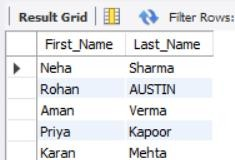 Result Grid Filter Rows:
First_Name Last_Name
Neha Sharma
Rohan AUSTIN
Aman Verma
Priya Kapoor
Karan Mehta